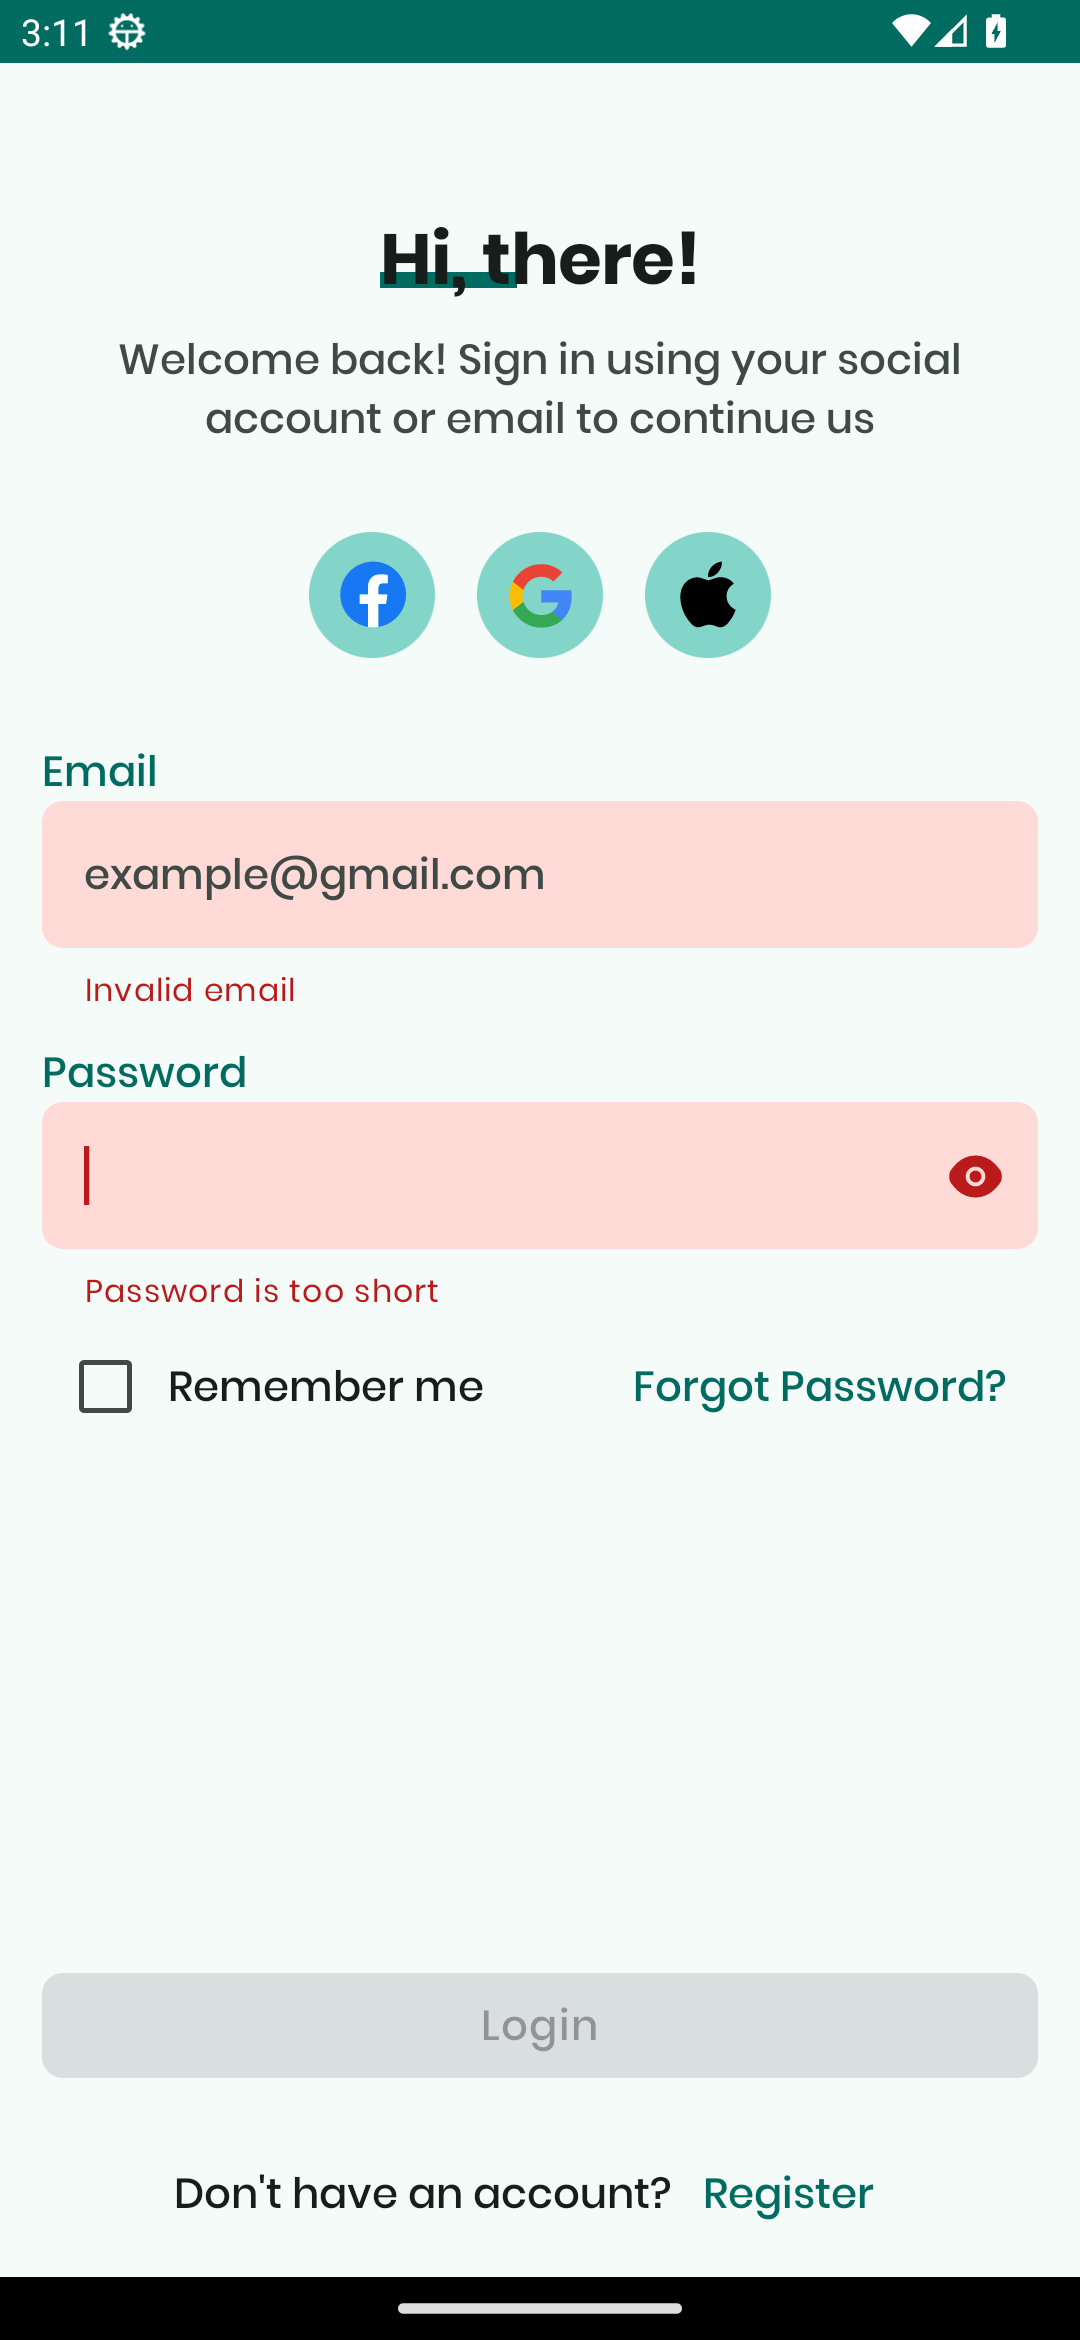 3:11
Hi, there!
Welcome back! Sign in using your social
account or email to continue us
Email
example@gmail.com
Invalid email
Password
Password is too short
Remember me
Forgot Password?
Login
Don't have an account? Register